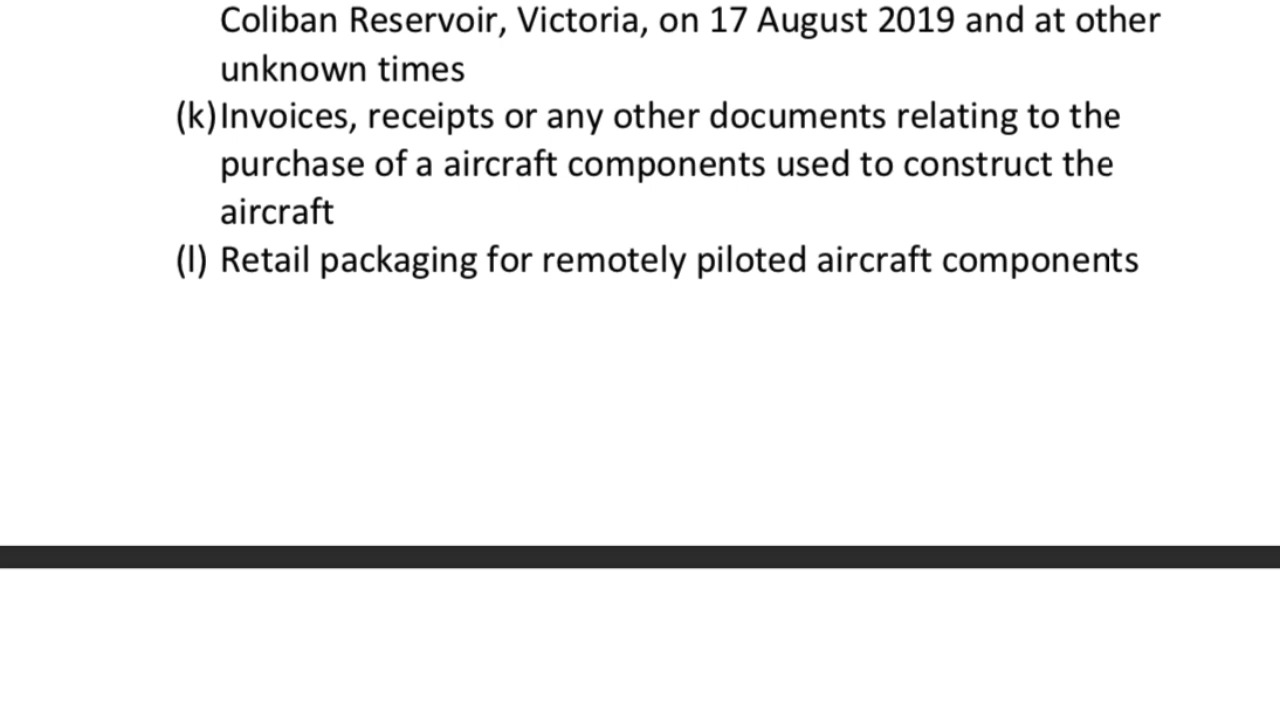 Coliban Reservoir, Victoria, on 17 August 2019 and at other
unknown times
(k)Invoices, receipts or any other documents relating to the
purchase of a aircraft components used to construct the
aircraft
(l) Retail packaging for remotely piloted aircraft components